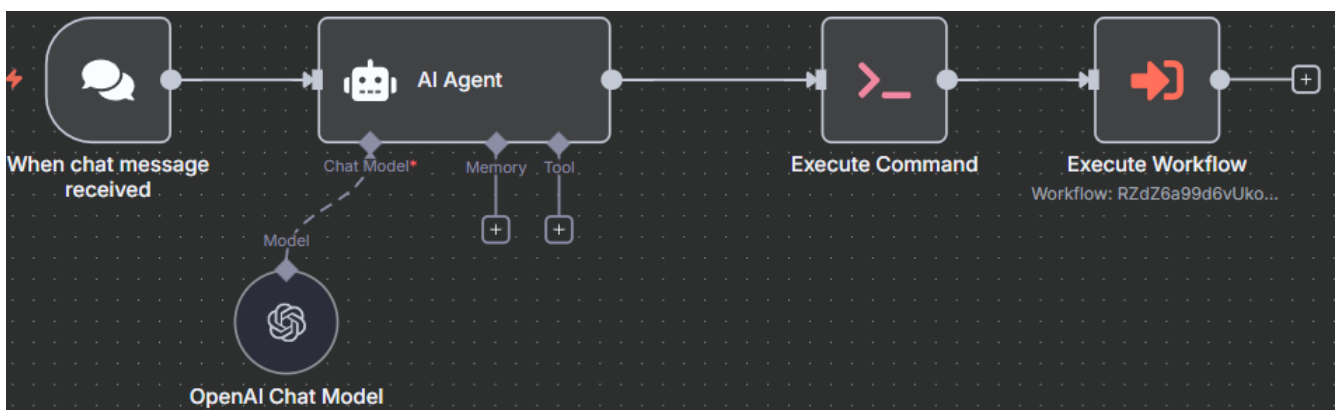 AI Agent
When chat message
received
Chat Model*
Memory
Tool
Execute Command
Execute Workflow
Workflow: RZdZ6a99d6vUko...
Model
OpenAI Chat Model